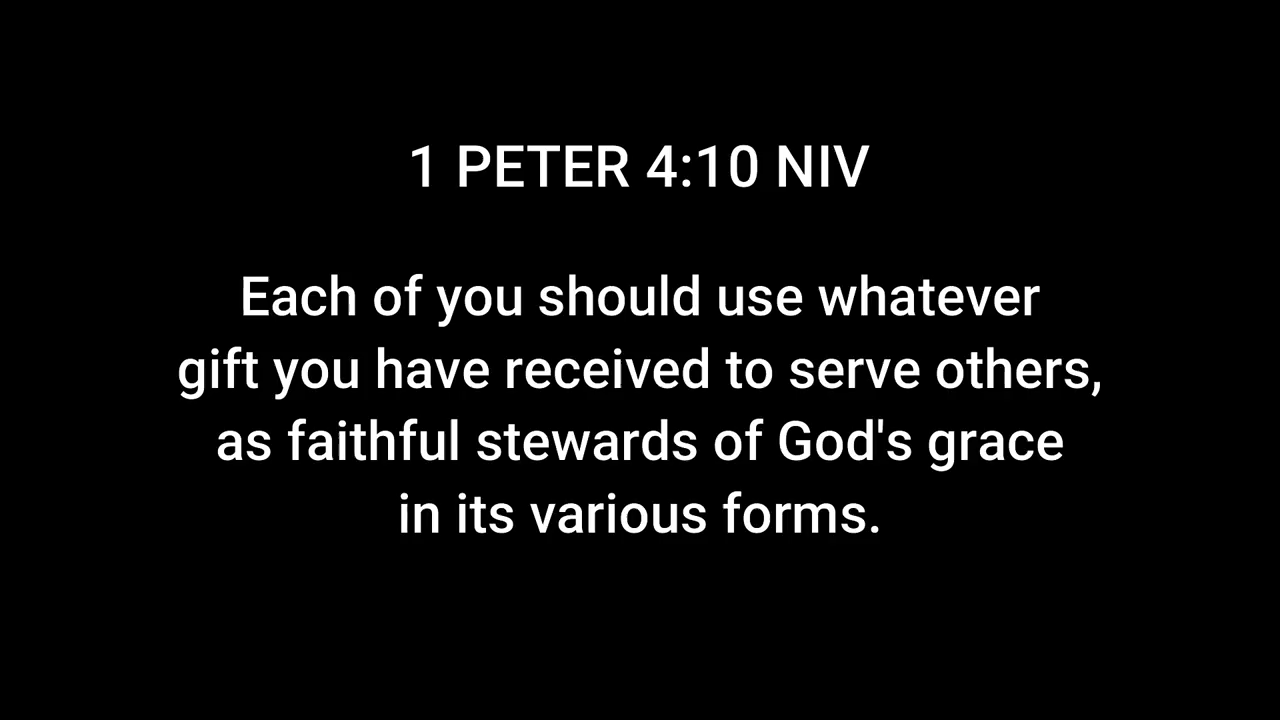 1 PETER 4:10 NIV
Each of you should use whatever
gift you have received to serve others,
as faithful stewards of God's grace
in its various forms.